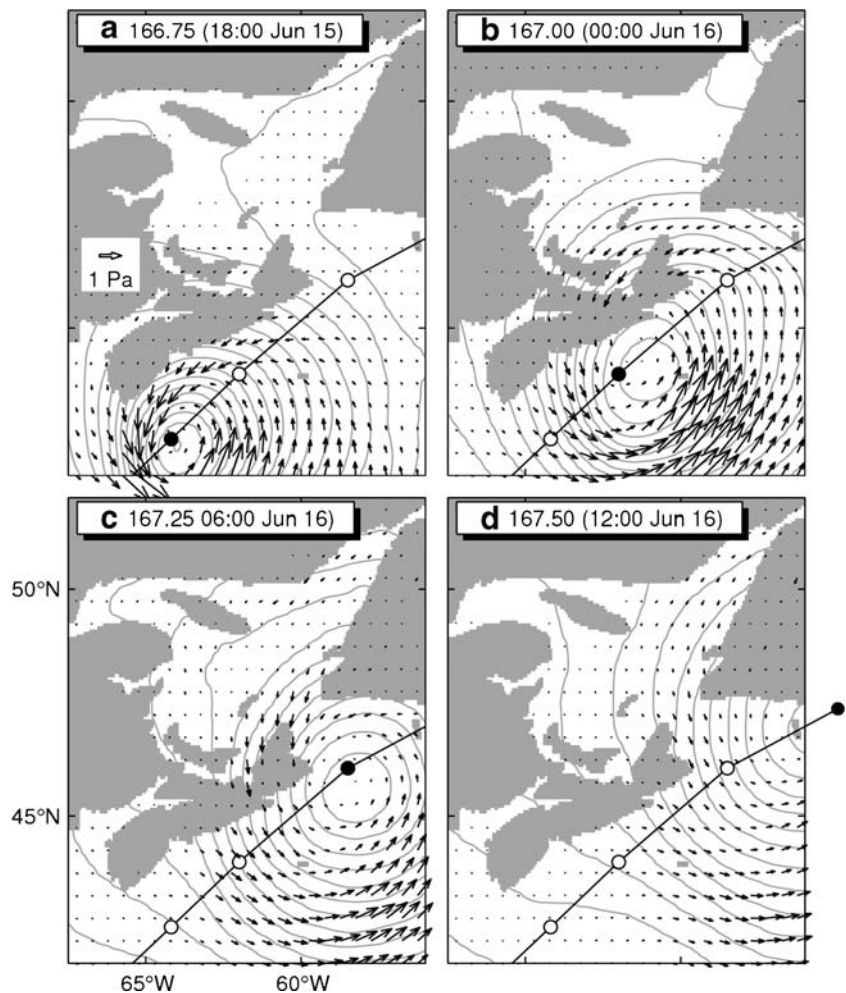 a 166.75 (18:00 Jun 15)
b 167.00 (00:00 Jun 16)
1 Pa
c 167.25 06:00 Jun 16)
d 167.50 (12:00 Jun 16)
50°N
45°N
65°W
60°W